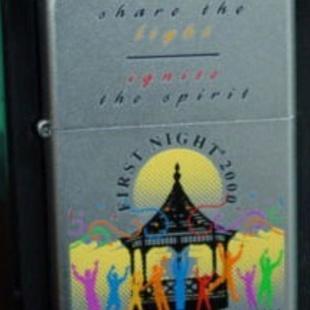 share the
light
ignite
the spirit
FIRST NIGHT 2000